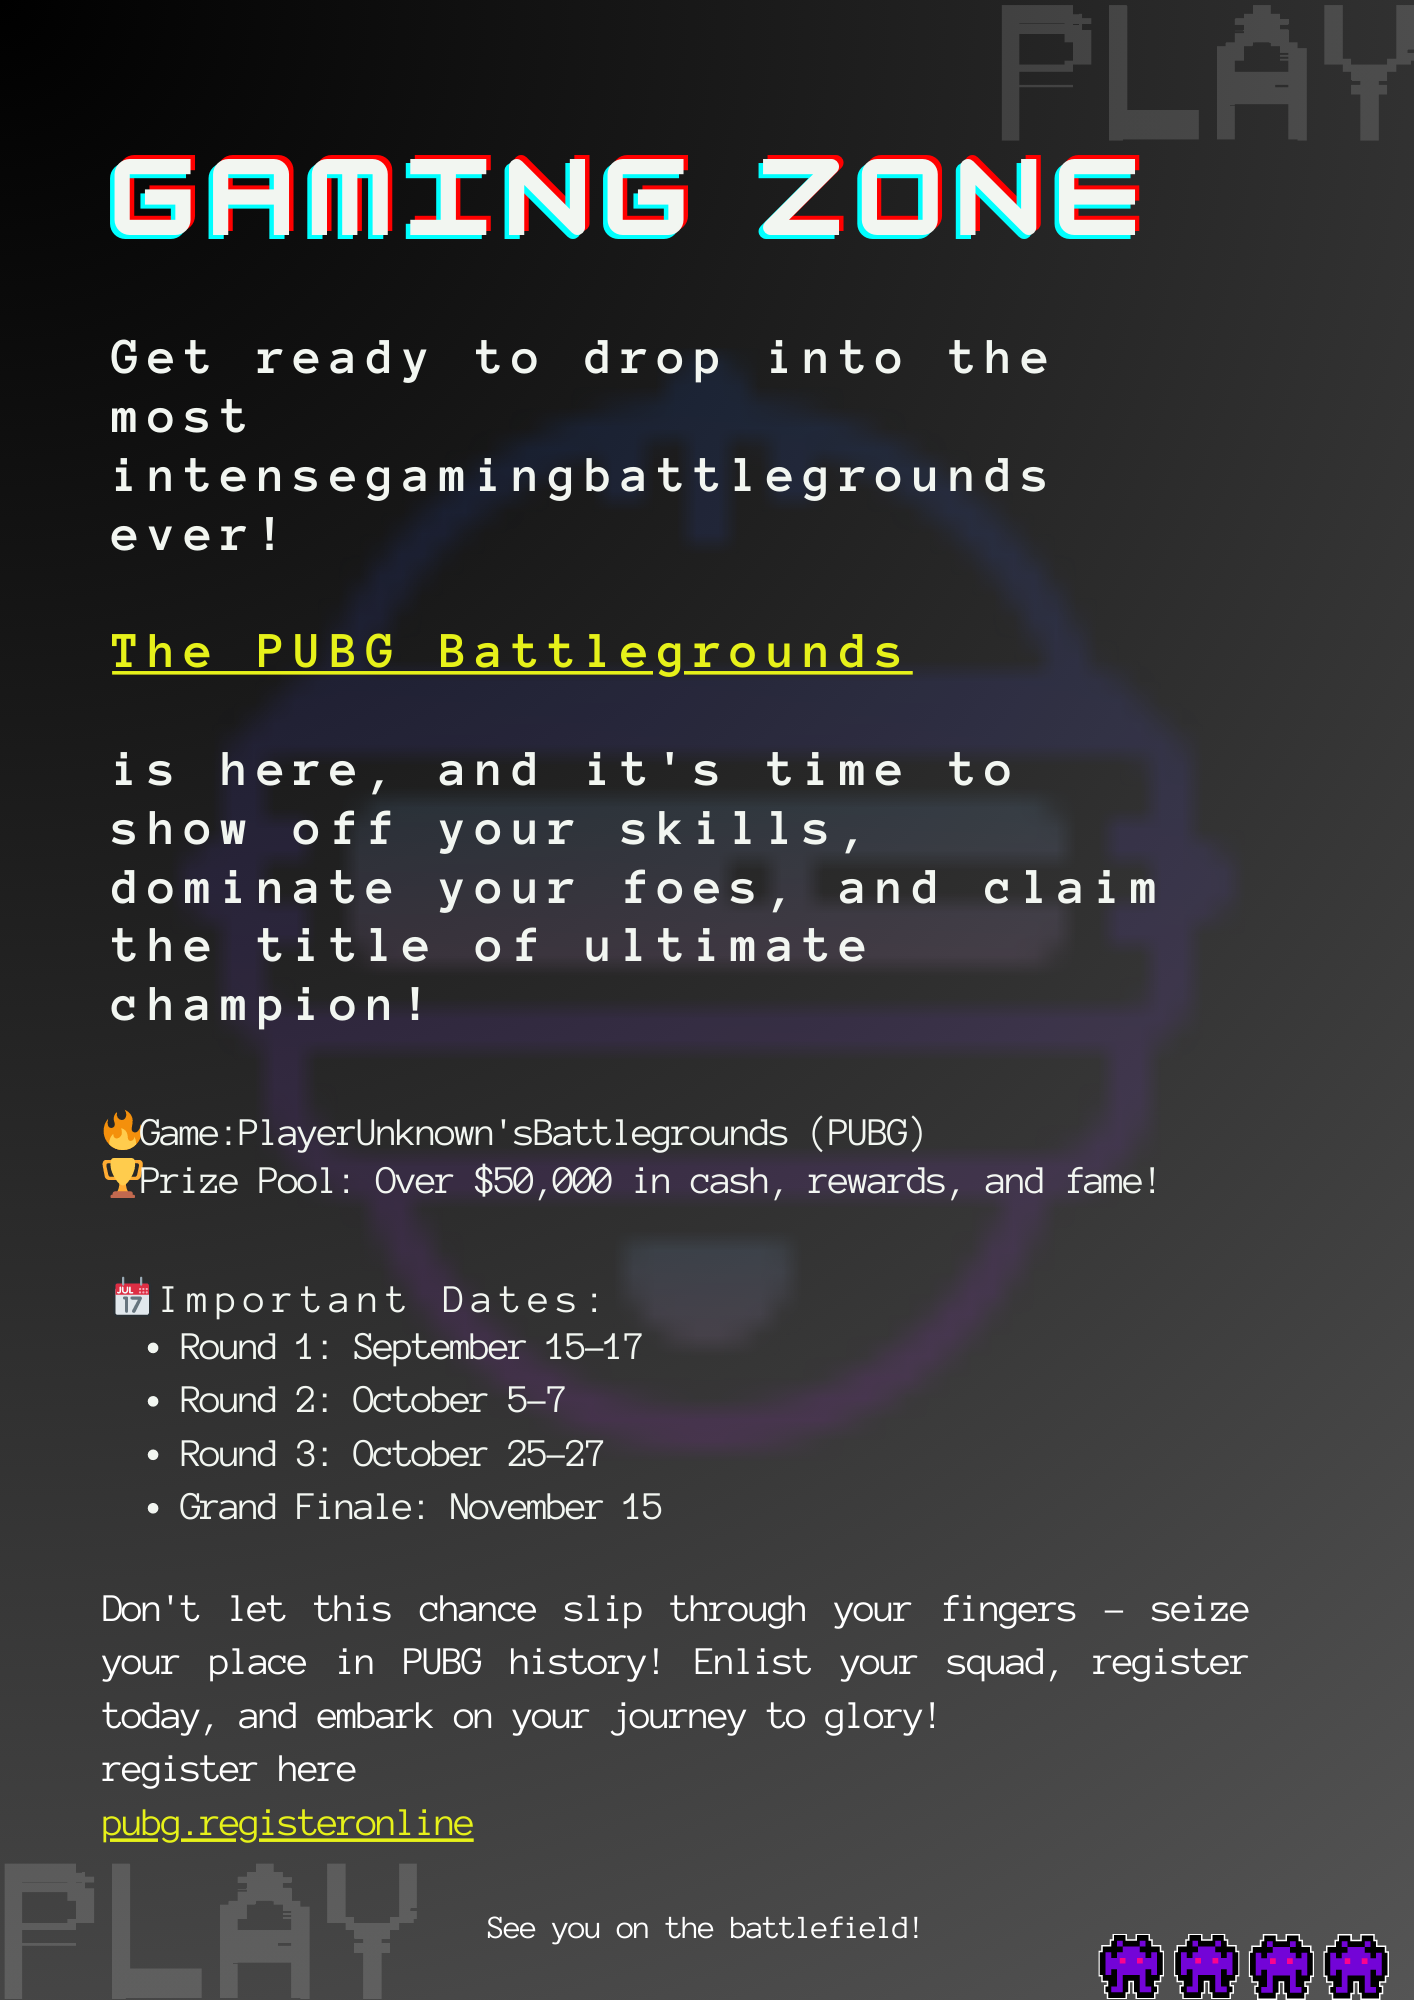 PLAY
GAMING ZONE
Get ready to drop into the
most
intensegamingbattlegrounds
ever!
The PUBG Battlegrounds
is here, and it's time to
show off your skills,
dominate your foes, and claim
the title of ultimate
champion!
🔥Game:PlayerUnknown'sBattlegrounds (PUBG)
🏆Prize Pool: Over $50,000 in cash, rewards, and fame!
📅Important Dates:
• Round 1: September 15-17
• Round 2: October 5-7
• Round 3: October 25-27
• Grand Finale: November 15
Don't let this chance slip through your fingers - seize
your place in PUBG history! Enlist your squad, register
today, and embark on your journey to glory!
register here
pubg.registeronline
PLAY
See you on the battlefield!